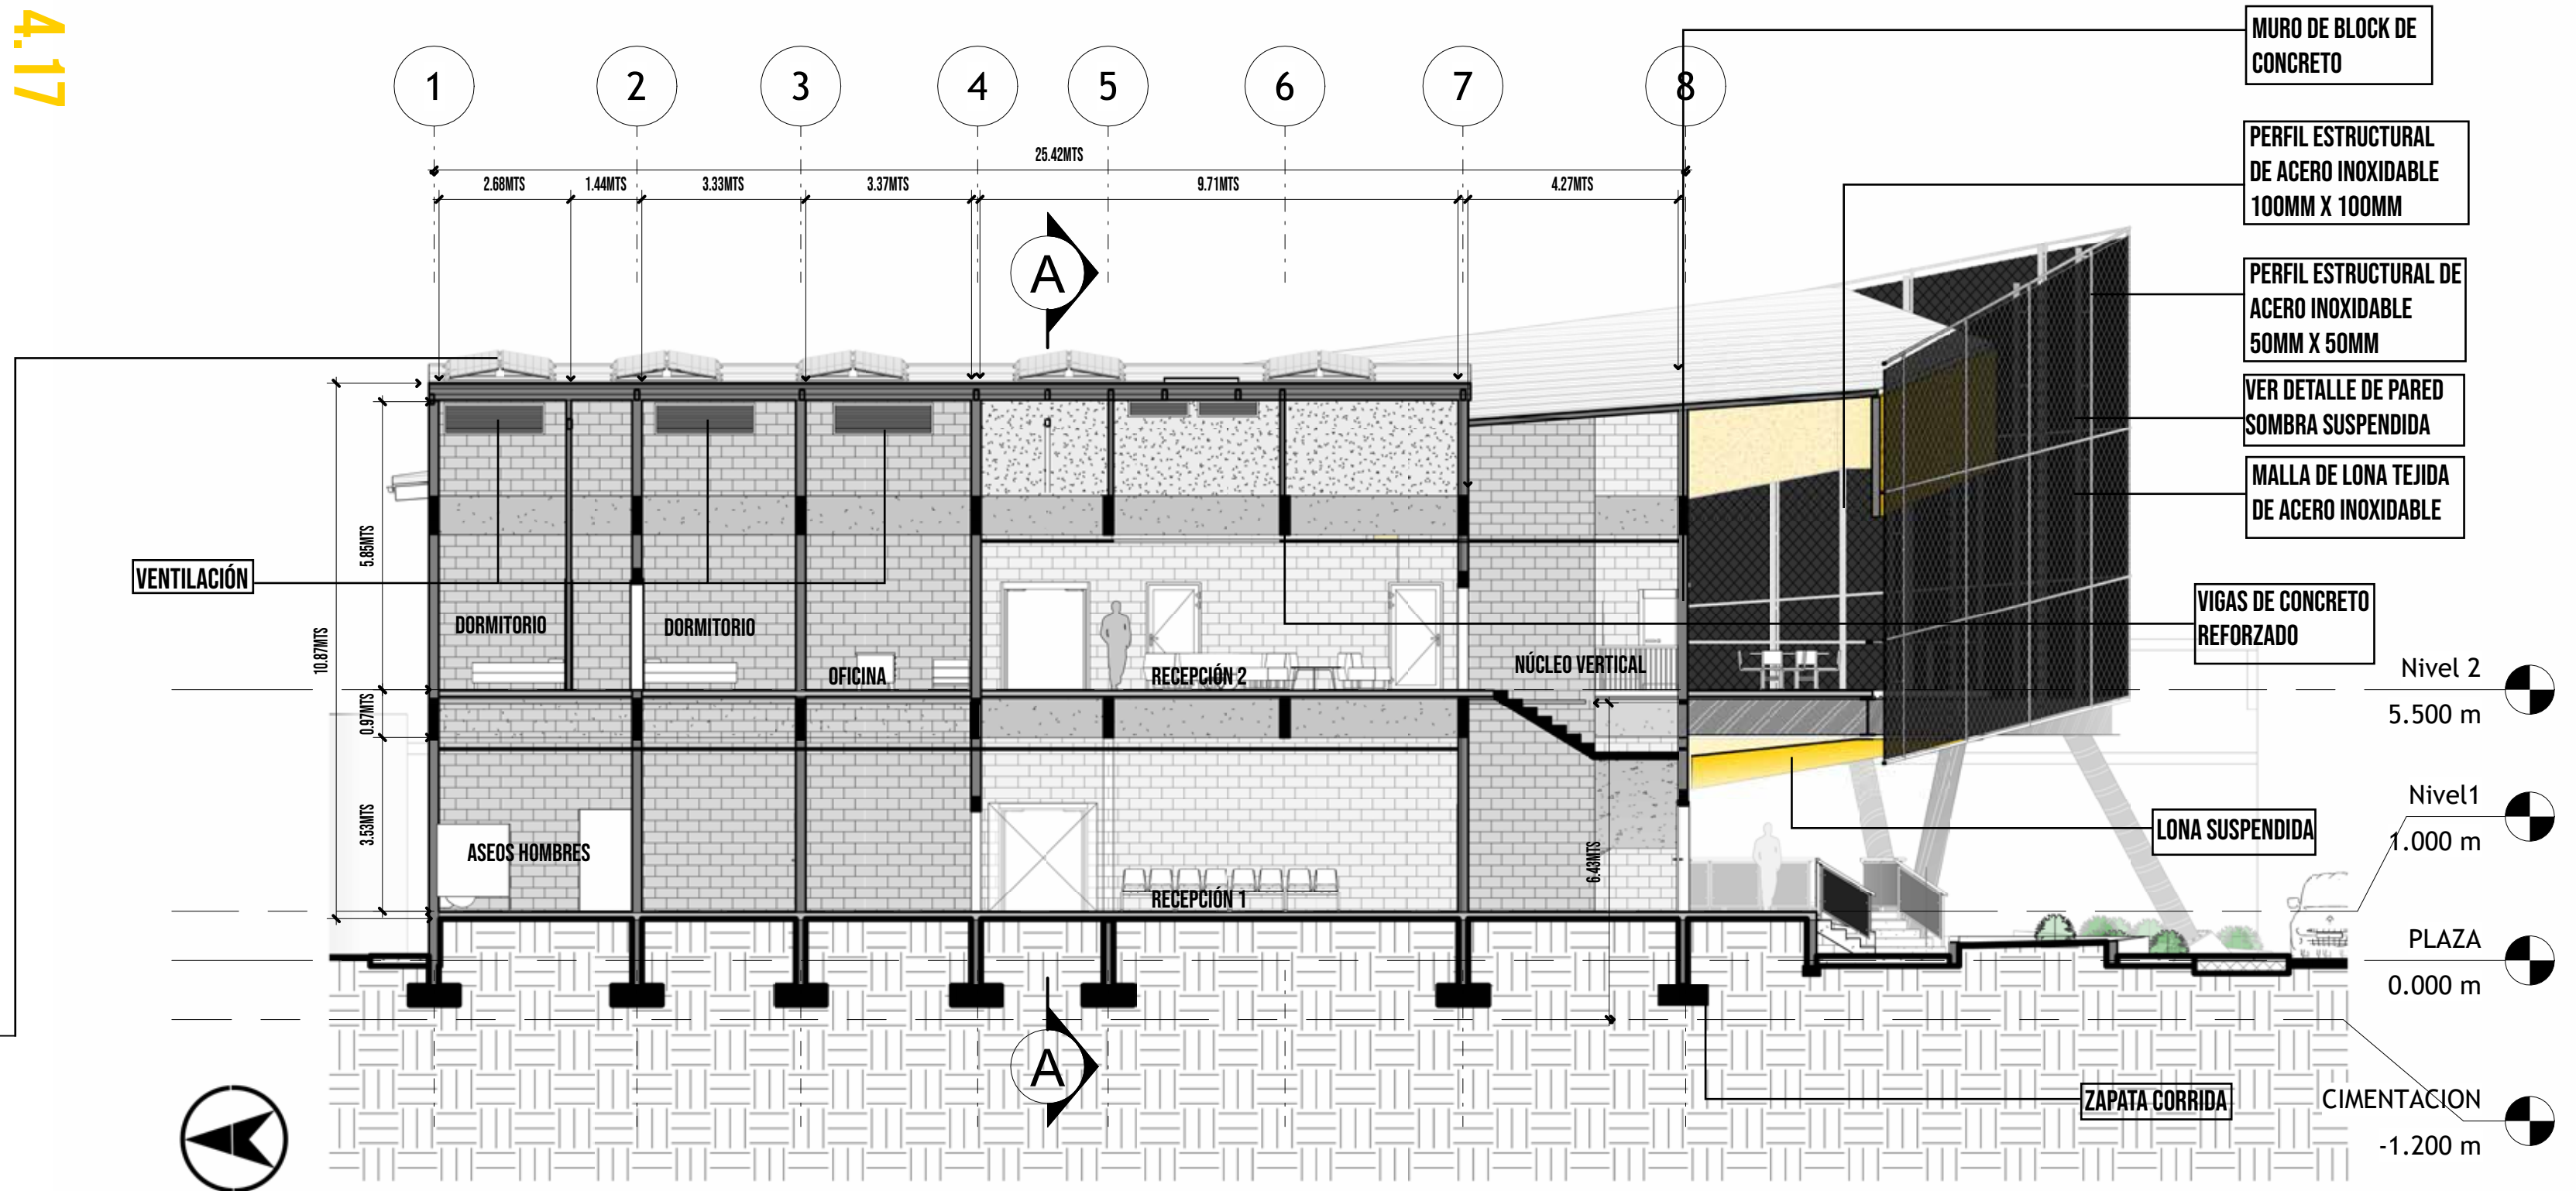 4.17
MURO DE BLOCK DE
CONCRETO
1
2
3
4
5
6
7
8
25.42MTS
2.68MTS
1.44MTS
3.33MTS
3.37MTS
9.71MTS
4.27MTS
PERFIL ESTRUCTURAL
DE ACERO INOXIDABLE
100MM X 100MM
A
PERFIL ESTRUCTURAL DE
ACERO INOXIDABLE
50MM X 50MM
VER DETALLE DE PARED
SOMBRA SUSPENDIDA
MALLA DE LONA TEJIDA
DE ACERO INOXIDABLE
5.85MTS
VENTILACIÓN
10.87MTS
0.97MTS
3.53MTS
DORMITORIO
DORMITORIO
OFICINA
RECEPCIÓN 2
NÚCLEO VERTICAL
VIGAS DE CONCRETO
REFORZADO
Nivel 2
5.500 m
Nivel1
1.000 m
LONA SUSPENDIDA
ASEOS HOMBRES
RECEPCIÓN 1
6.43MTS
PLAZA
0.000 m
A
ZAPATA CORRIDA
CIMENTACION
-1.200 m